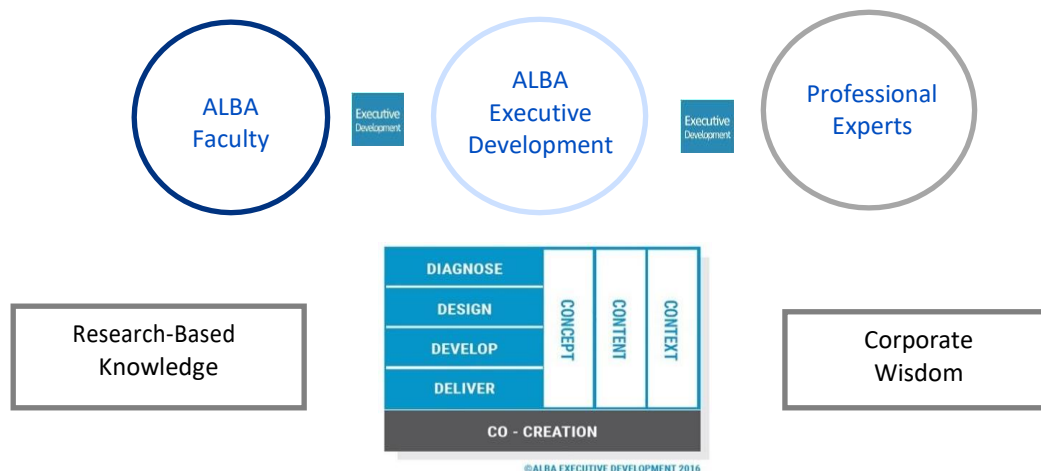 ALBA
Faculty
Executive
Development
ALBA
Executive
Development
Executive
Development
Professional
Experts
DIAGNOSE
DESIGN
DEVELOP
DELIVER
CONCEPT
CONTENT
CONTEXT
CO - CREATION
©ALBA EXECUTIVE DEVELOPMENT 2016
Research-Based
Knowledge
Corporate
Wisdom